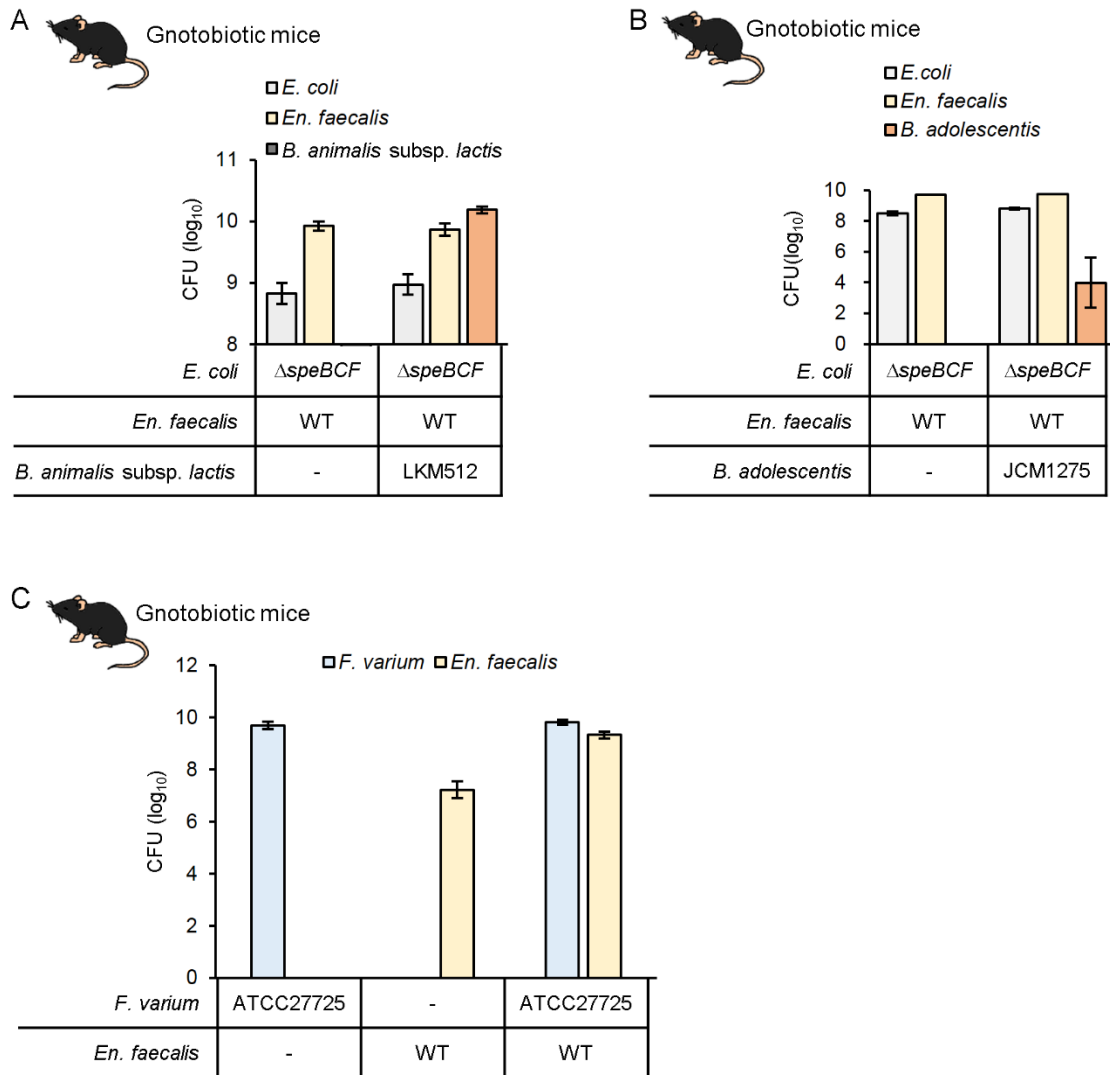 A
Gnotobiotic mice
E. coli
En. faecalis
B. animalis subsp. lactis
CFU (log10)
11
10
9
8
E. coli ΔspeBCF ΔspeBCF
En. faecalis WT WT
B. animalis subsp. lactis - LKM512
B
Gnotobiotic mice
E.coli
En. faecalis
B. adolescentis
CFU(log10)
10
8
6
4
2
0
E. coli ΔspeBCF ΔspeBCF
En. faecalis WT WT
B. adolescentis - JCM1275
C
Gnotobiotic mice
F. varium En. faecalis
CFU (log10)
12
10
8
6
4
2
0
F. varium ATCC27725 - ATCC27725
En. faecalis - WT WT